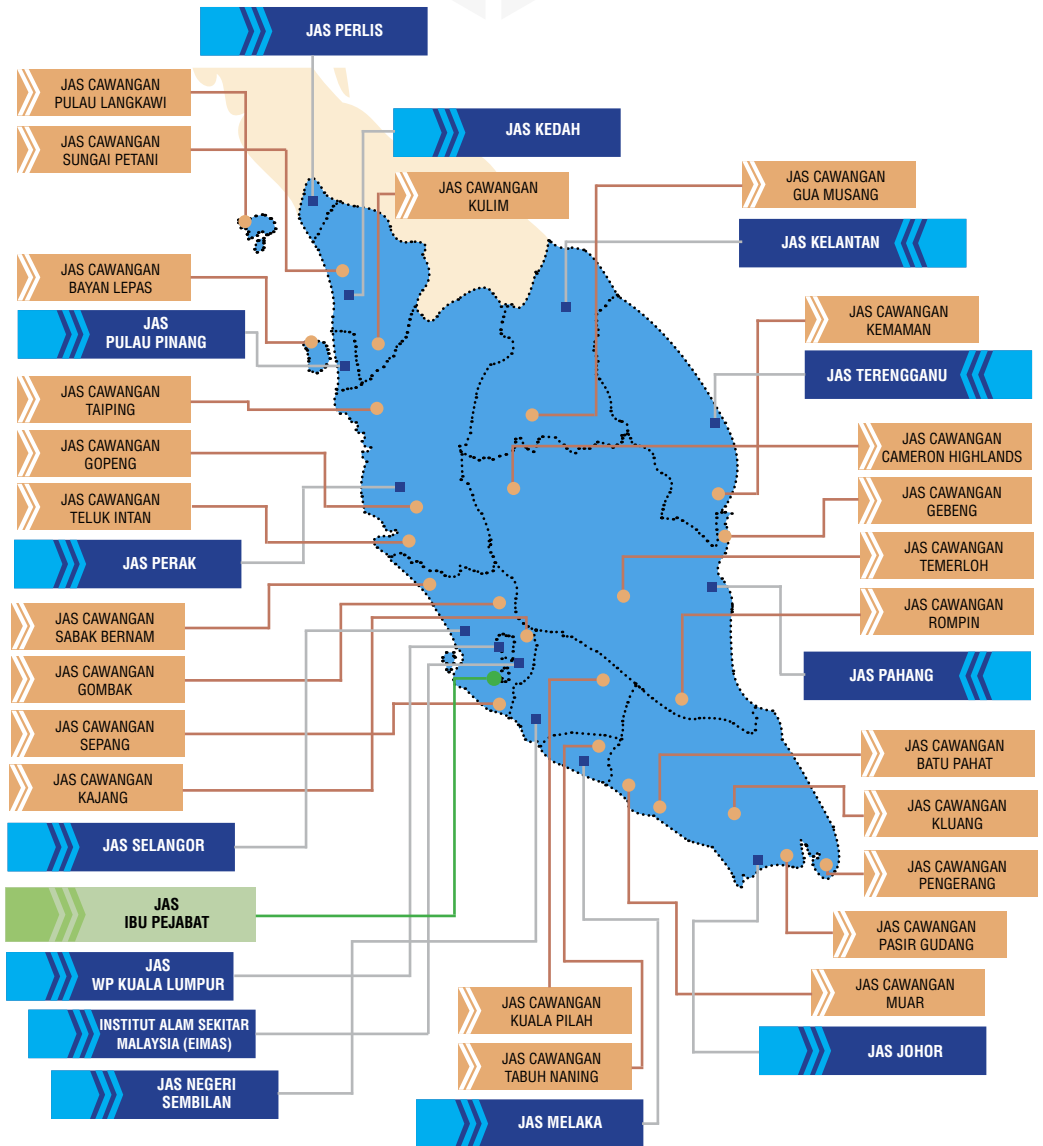 JAS PERLIS
JAS CAWANGAN
PULAU LANGKAWI
JAS CAWANGAN
SUNGAI PETANI
JAS KEDAH
JAS CAWANGAN
KULIM
JAS CAWANGAN
GUA MUSANG
JAS KELANTAN
JAS CAWANGAN
BAYAN LEPAS
JAS
PULAU PINANG
JAS CAWANGAN
KEMAMAN
JAS TERENGGANU
JAS CAWANGAN
TAIPING
JAS CAWANGAN
GOPENG
JAS CAWANGAN
TELUK INTAN
JAS PERAK
JAS CAWANGAN
CAMERON HIGHLANDS
JAS CAWANGAN
GEBENG
JAS CAWANGAN
TEMERLOH
JAS CAWANGAN
ROMPIN
JAS PAHANG
JAS CAWANGAN
SABAK BERNAM
JAS CAWANGAN
GOMBAK
JAS CAWANGAN
SEPANG
JAS CAWANGAN
KAJANG
JAS SELANGOR
JAS
IBU PEJABAT
JAS
WP KUALA LUMPUR
INSTITUT ALAM SEKITAR
MALAYSIA (EIMAS)
JAS NEGERI
SEMBILAN
JAS CAWANGAN
BATU PAHAT
JAS CAWANGAN
KLUANG
JAS CAWANGAN
PENGERANG
JAS CAWANGAN
PASIR GUDANG
JAS CAWANGAN
MUAR
JAS JOHOR
JAS CAWANGAN
KUALA PILAH
JAS CAWANGAN
TABUH NANING
JAS MELAKA